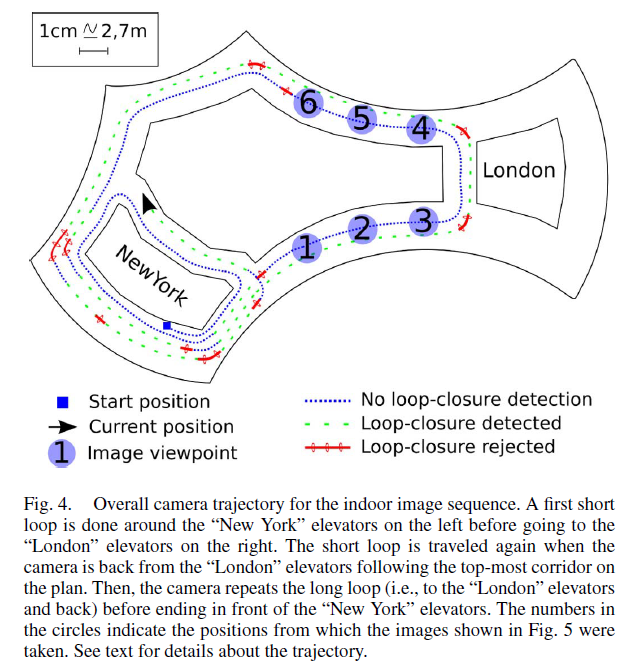 1cm ≃ 2,7m
6
5
4
London
3
2
1
NewYork
Start position
Current position
1 Image viewpoint
No loop-closure detection
Loop-closure detected
Loop-closure rejected
Fig. 4. Overall camera trajectory for the indoor image sequence. A first short
loop is done around the “New York” elevators on the left before going to the
“London” elevators on the right. The short loop is traveled again when the
camera is back from the “London” elevators following the top-most corridor on
the plan. Then, the camera repeats the long loop (i.e., to the “London” elevators
and back) before ending in front of the “New York” elevators. The numbers in
the circles indicate the positions from which the images shown in Fig. 5 were
taken. See text for details about the trajectory.